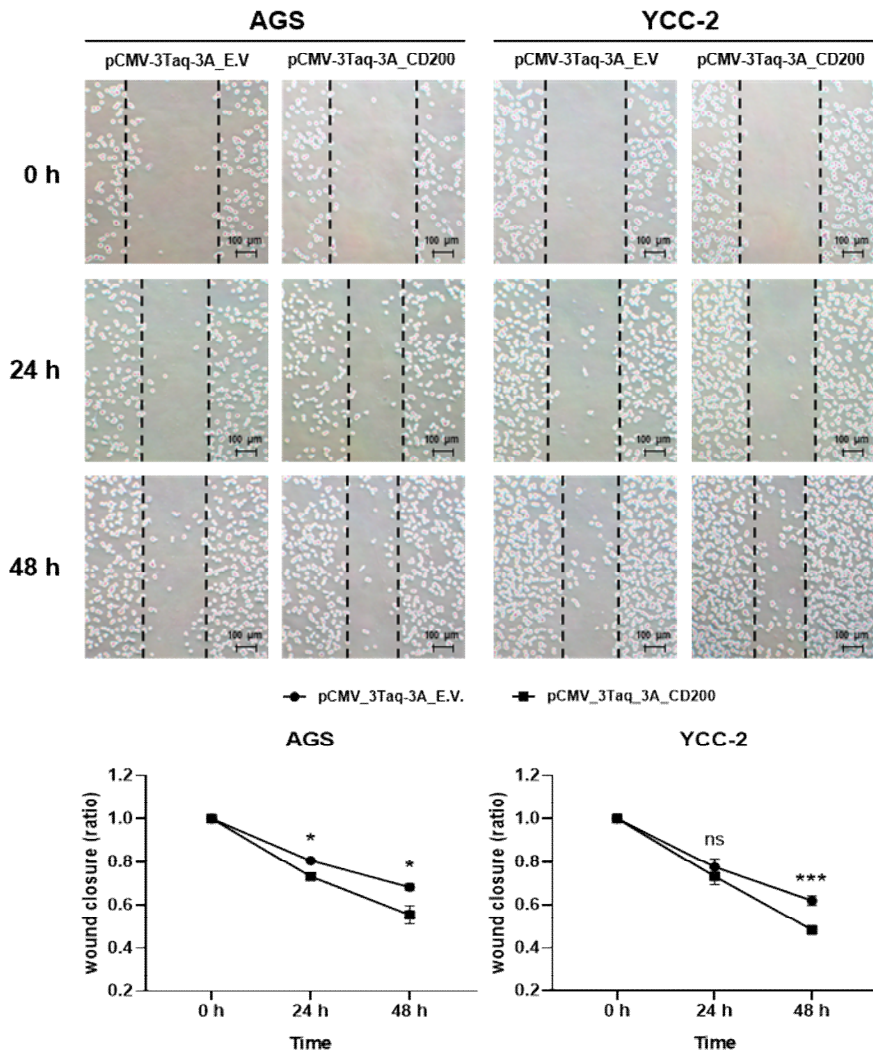 AGS YCC-2
pCMV-3Taq-3A_E.V pCMV-3Taq-3A_CD200 pCMV-3Taq-3A_E.V pCMV-3Taq-3A_CD200
0 h
100 µm 100 µm 100 µm 100 µm
24 h
100 µm 100 µm 100 µm 100 µm
48 h
100 µm 100 µm 100 µm 100 µm
pCMV_3Taq-3A_E.V. pCMV_3Taq_3A_CD200
AGS
wound closure (ratio)
1.2
1.0
0.8
0.6
0.4
0.2
*
*
0 h 24 h 48 h
Time
YCC-2
wound closure (ratio)
1.2
1.0
0.8
0.6
0.4
0.2
ns
***
0 h 24 h 48 h
Time